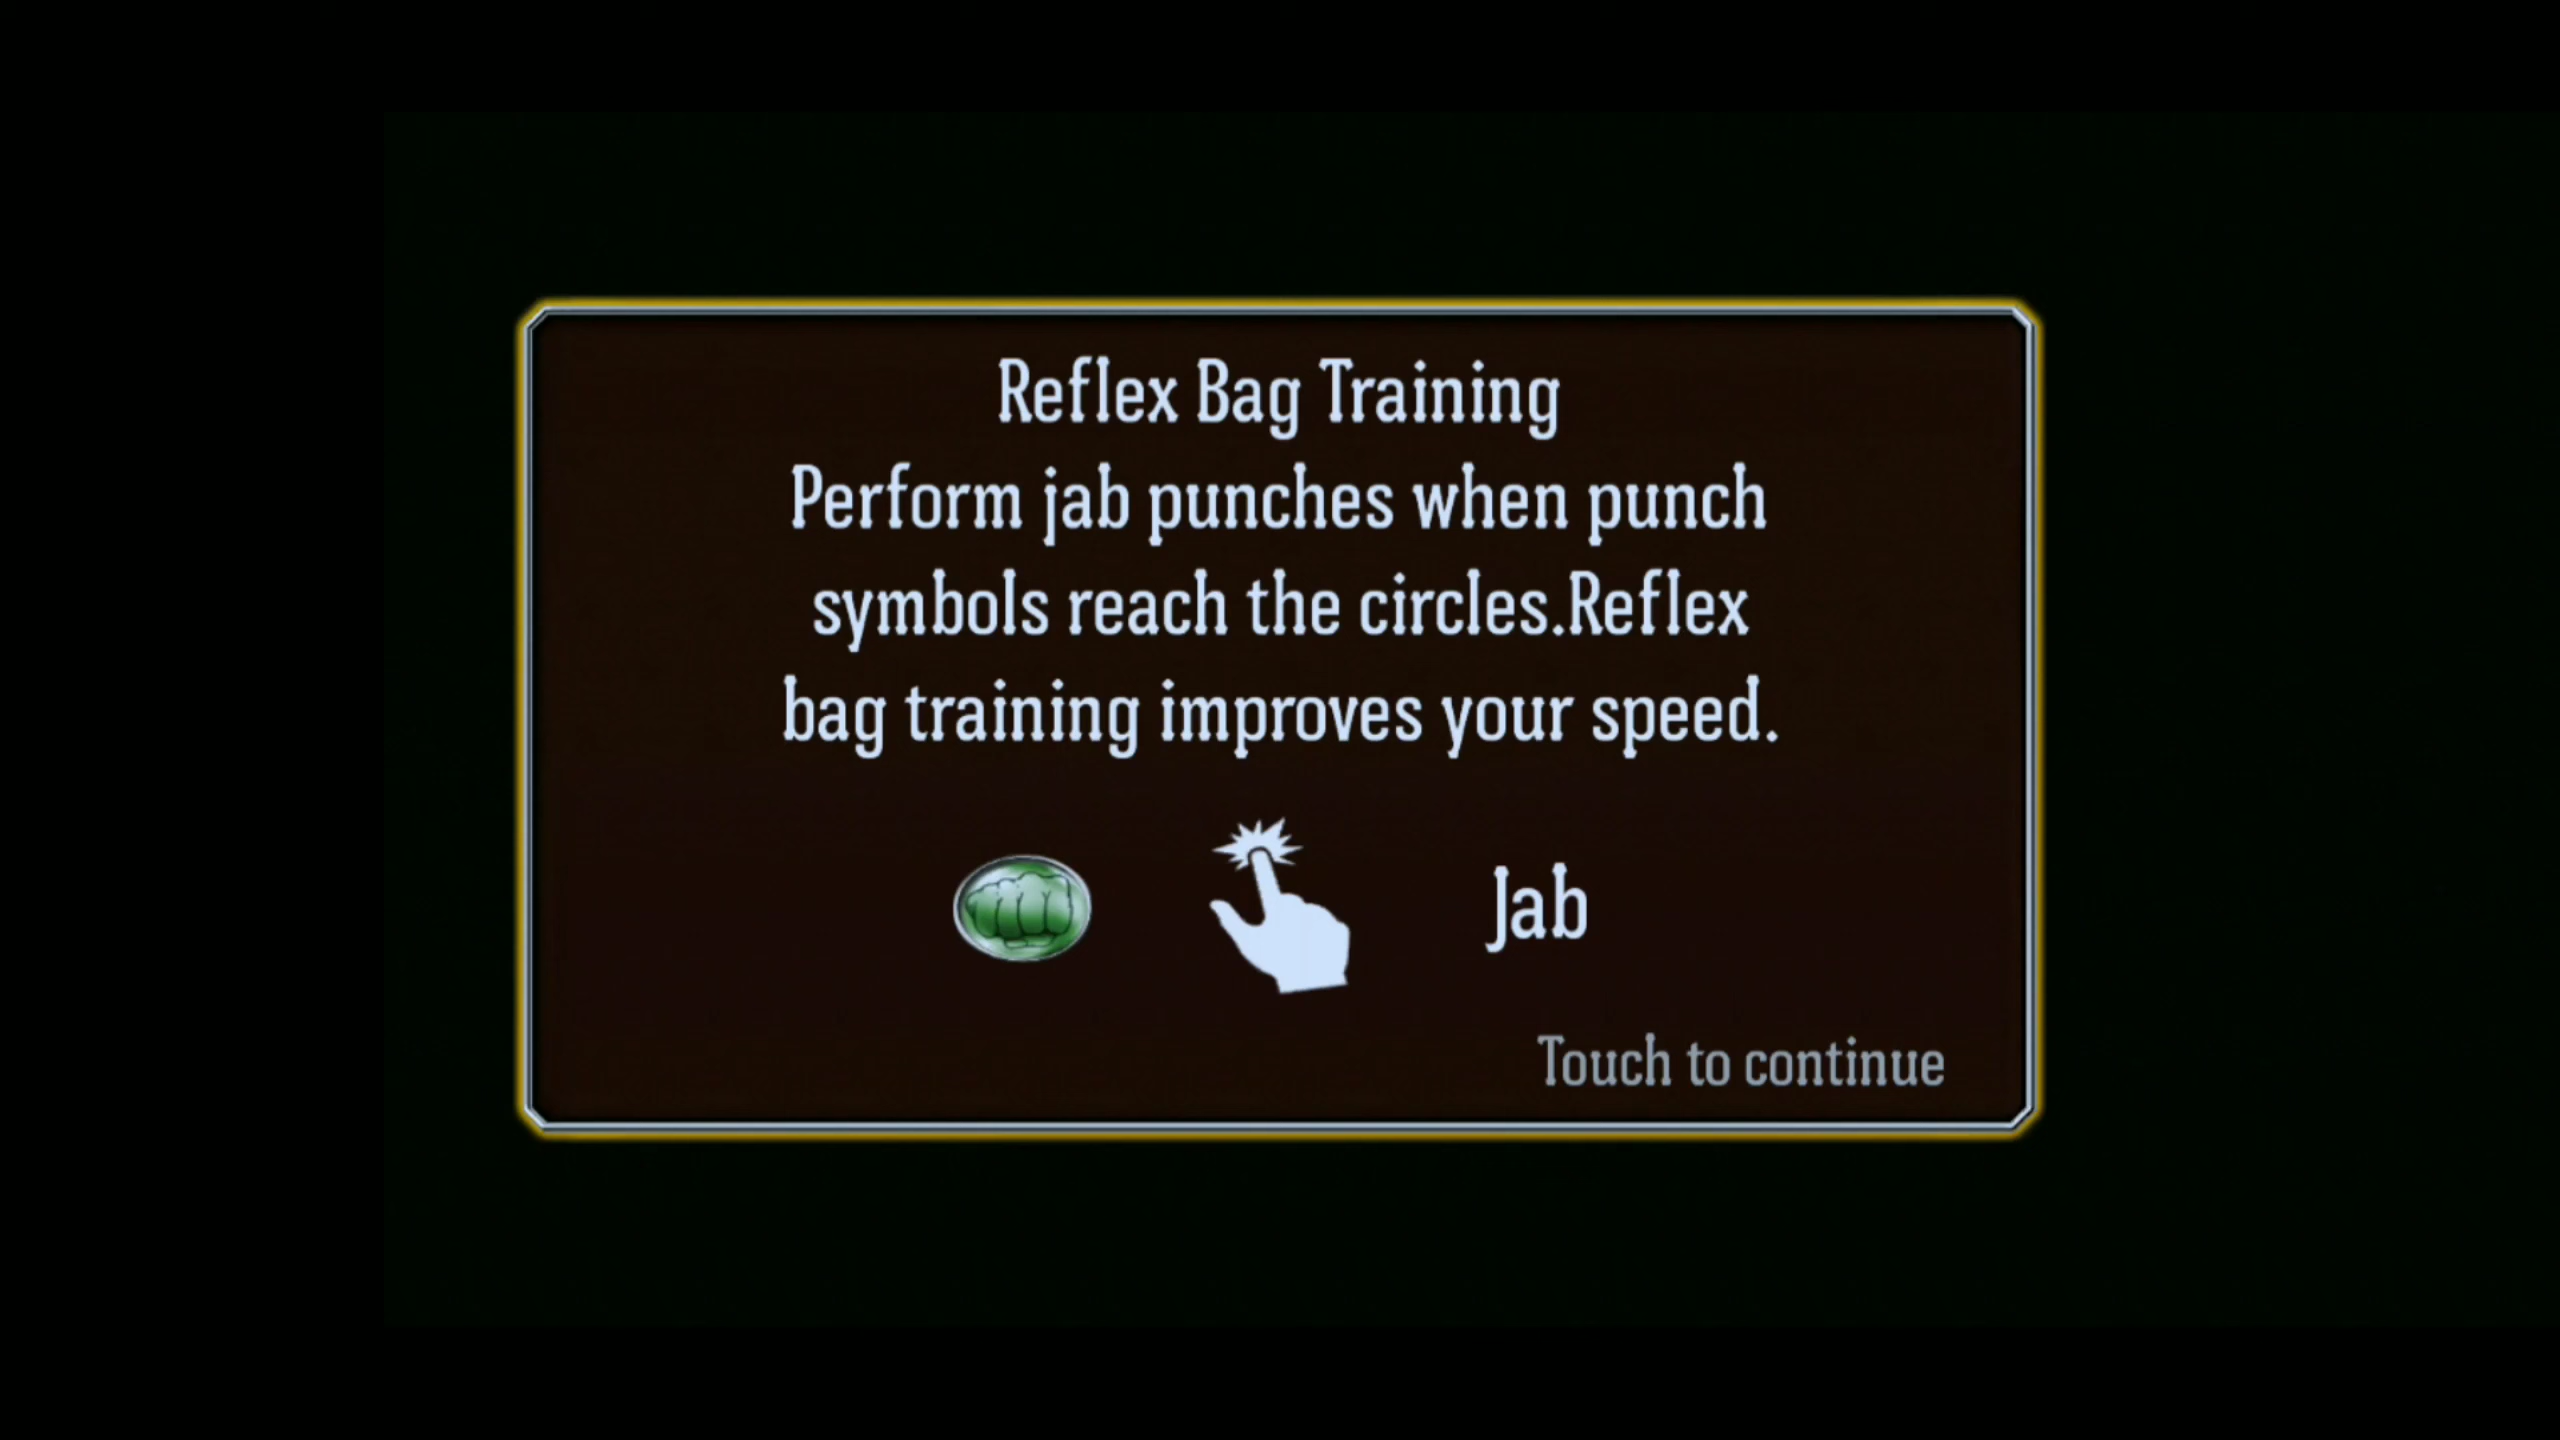 Reflex Bag Training
Perform jab punches when punch
symbols reach the circles.Reflex
bag training improves your speed.
Jab
Touch to continue